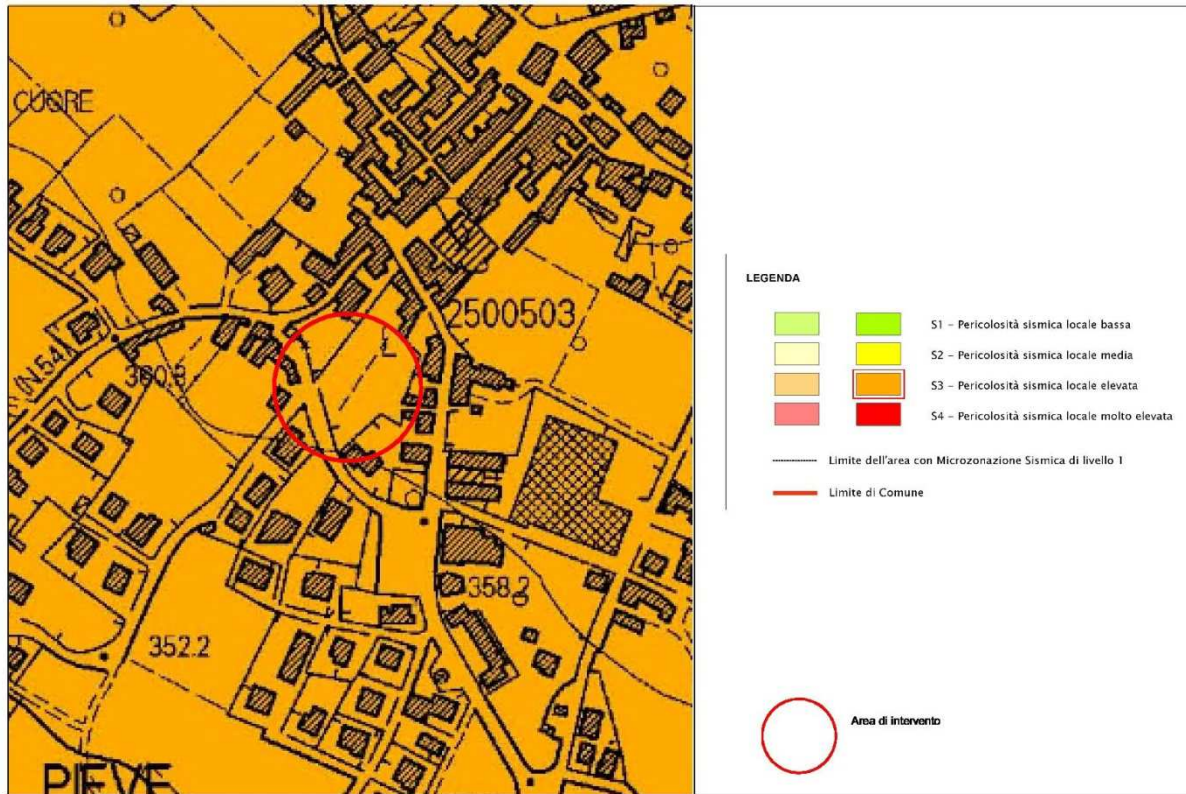 CUORE
2500503
(N.54)
360.3
358.2
352.2
PIEVE
LEGENDA
S1 - Pericolosità sismica locale bassa
S2 - Pericolosità sismica locale media
S3 - Pericolosità sismica locale elevata
S4 - Pericolosità sismica locale molto elevata
Limite dell'area con Microzonazione Sismica di livello 1
Limite di Comune
Area di intervento